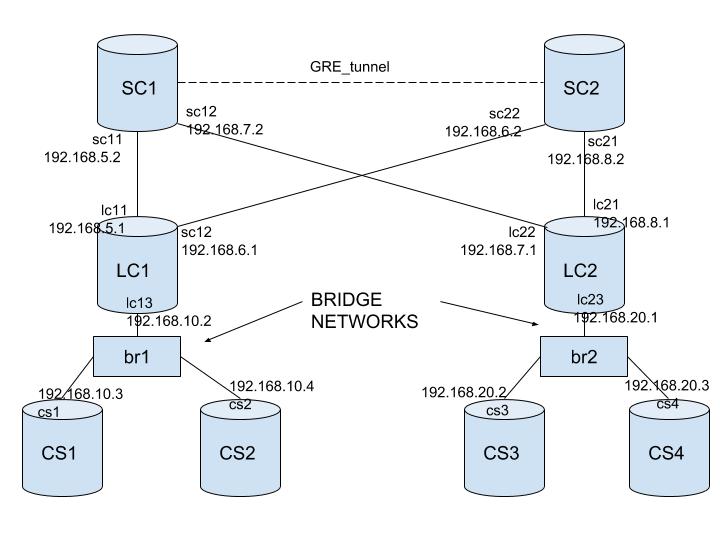 GRE_tunnel
SC1
SC2
sc12
192.168.7.2
sc22
192.168.6.2
sc11
192.168.5.2
sc21
192.168.8.2
lc11
192.168.5.1
sc12
192.168.6.1
lc22
192.168.7.1
lc21
192.168.8.1
LC1
LC2
lc13
192.168.10.2
BRIDGE
NETWORKS
lc23
192.168.20.1
br1
br2
192.168.10.3
cs1
192.168.10.4
cs2
192.168.20.2
cs3
192.168.20.3
cs4
CS1
CS2
CS3
CS4